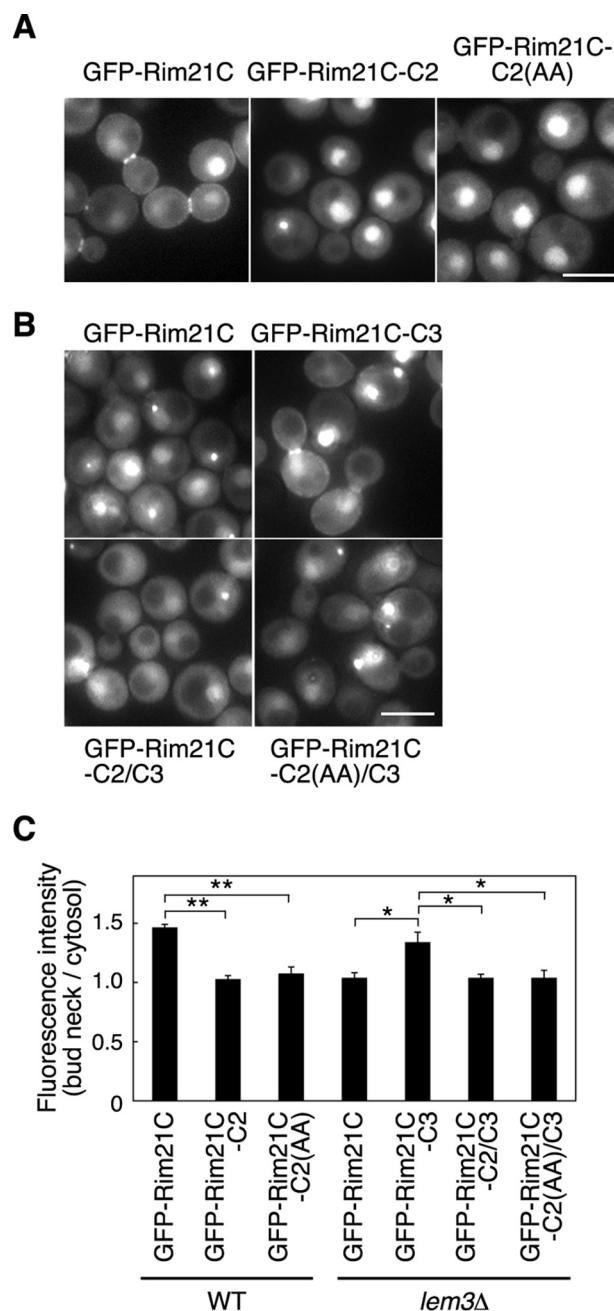 A
GFP-Rim21C
GFP-Rim21C-C2
GFP-Rim21C-
C2(AA)
B
GFP-Rim21C
GFP-Rim21C-C3
GFP-Rim21C
-C2/C3
GFP-Rim21C
-C2(AA)/C3
C
Fluorescence intensity
(bud neck / cytosol)
1.5
1.0
0.5
0
**
**
*
*
*
GFP-Rim21C
GFP-Rim21C
-C2
GFP-Rim21C
-C2(AA)
GFP-Rim21C
GFP-Rim21C
-C3
GFP-Rim21C
-C2/C3
GFP-Rim21C
-C2(AA)/C3
WT
lem3Δ